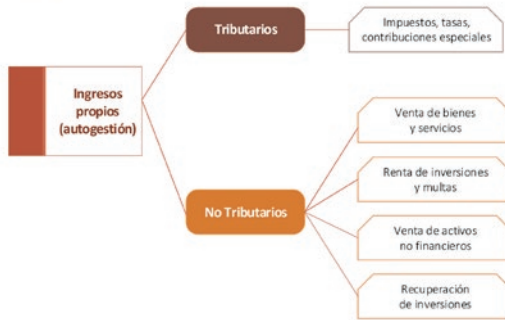 Tributarios
Impuestos, tasas,
contribuciones especiales
Ingresos
propios
(autogestión)
Venta de bienes
y servicios
Renta de inversiones
y multas
No Tributarios
Venta de activos
no financieros
Recuperación
de inversiones